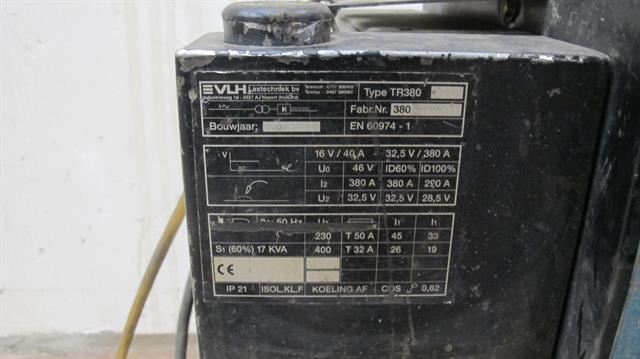 VLH Lastechniek bv
Type TR380
Fabr.Nr. 380
Bouwjaar:
EN 60974 - 1
V
16 V / 40 A - 32,5 V / 380 A
U0 46 V ID60% ID100%
I2 380 A 380 A 290 A
U2 32,5 V 32,5 V 28,5 V
50 Hz U1 I1 I1
230 T 50 A 45 33
S1 (60%) 17 KVA 400 T 32 A 26 19
CE
IP 21 ISOL.KL.F KOELING AF COS 0,82